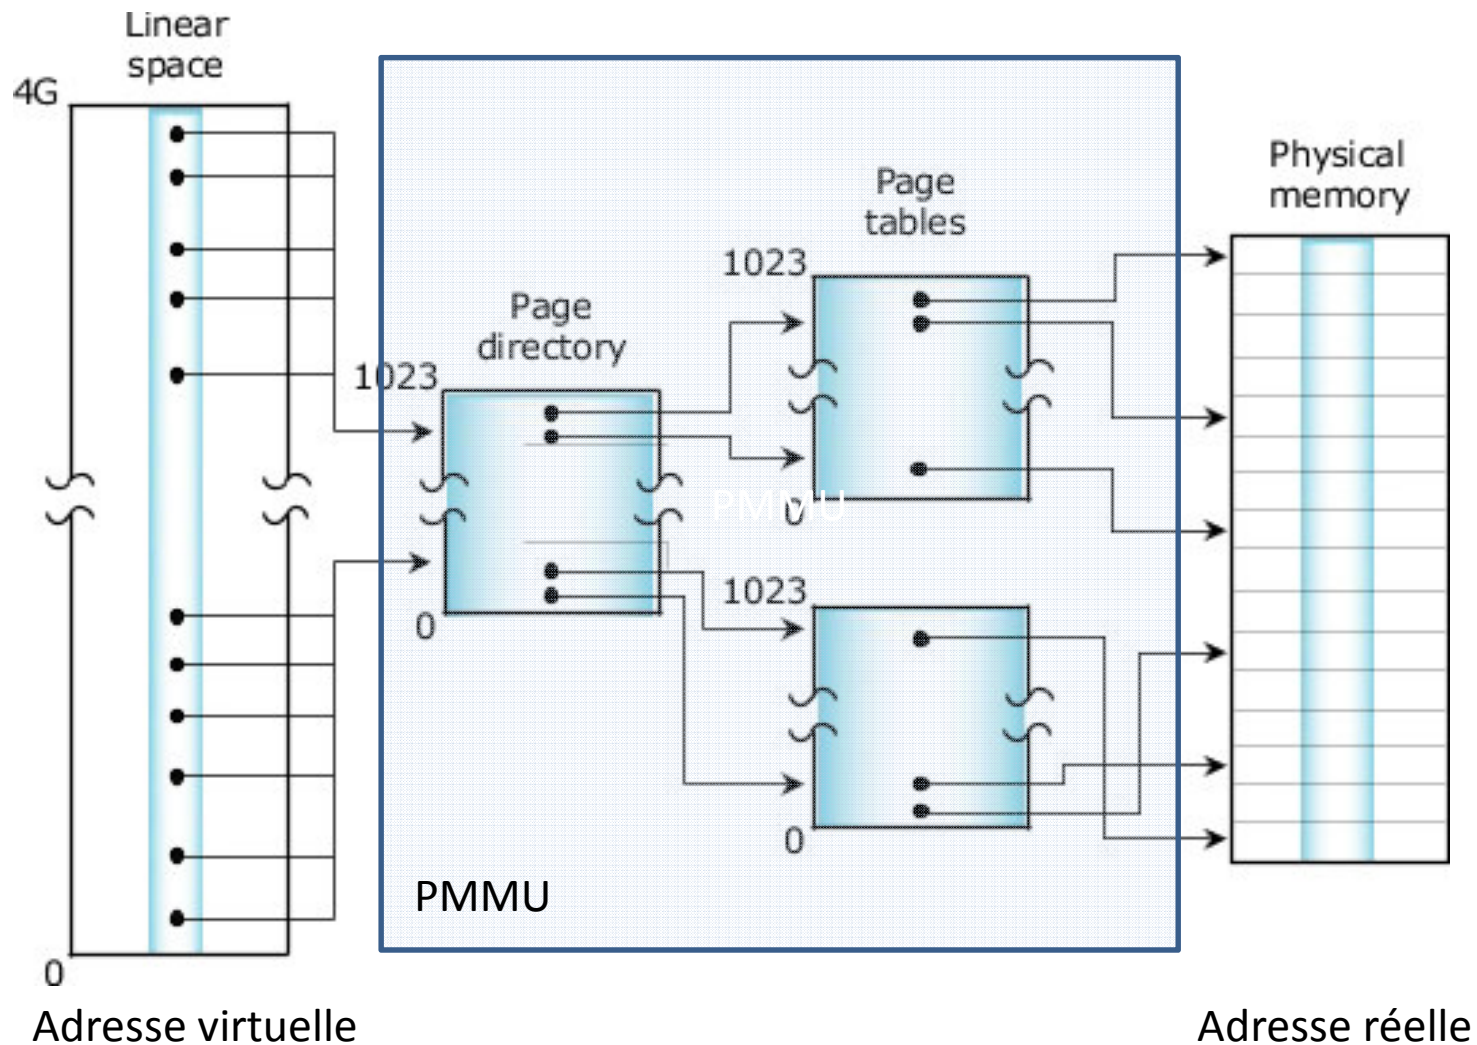 Linear
space
4G
0
Adresse virtuelle
Page
directory
1023
0
Page
tables
1023
0
PMMU
1023
0
PMMU
Physical
memory
Adresse réelle